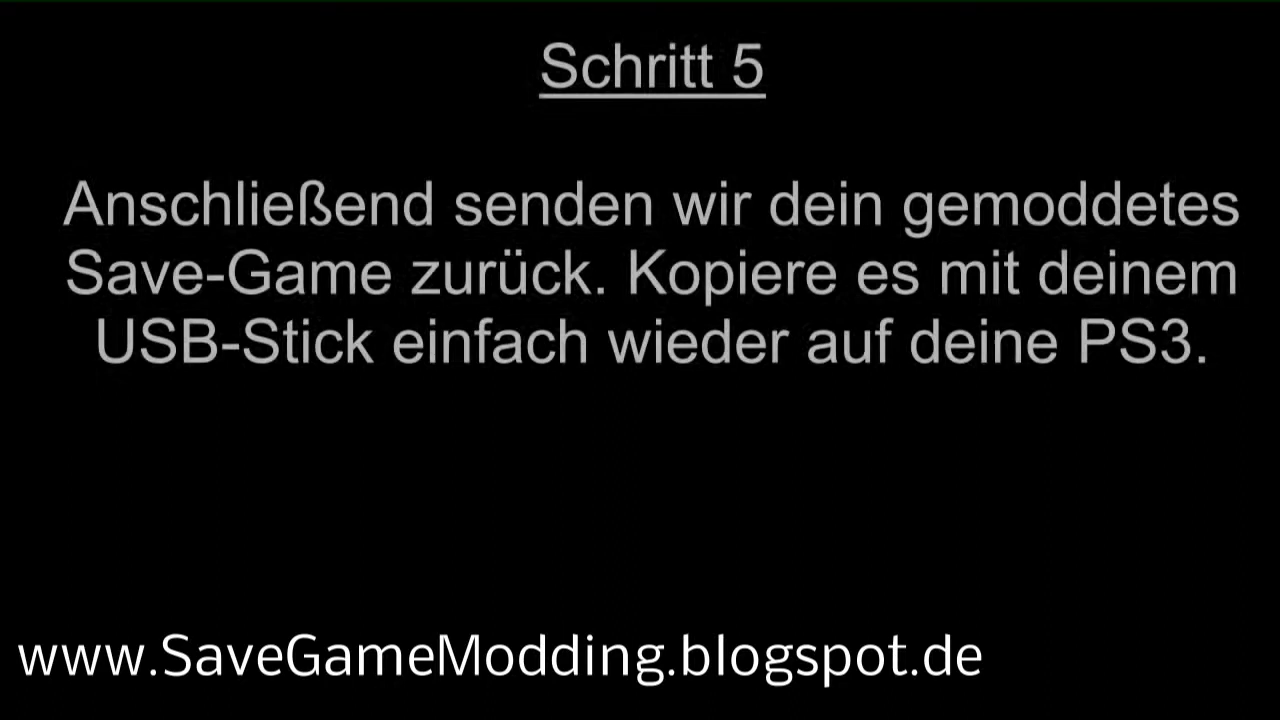 Schritt 5
Anschließend senden wir dein gemoddetes
Save-Game zurück. Kopiere es mit deinem
USB-Stick einfach wieder auf deine PS3.
www.SaveGameModding.blogspot.de